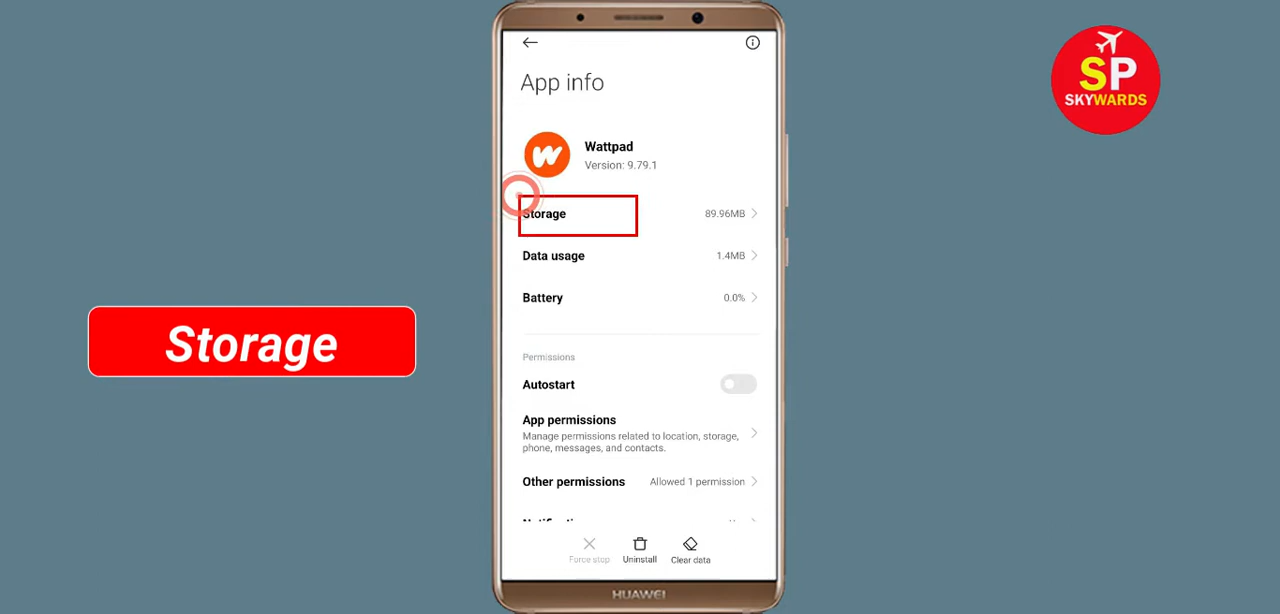 SP
SKYWARDS
App info
Wattpad
Version: 9.79.1
Storage 89.96MB
Data usage 1.4MB
Battery 0.0%
Storage
Permissions
Autostart
App permissions
Manage permissions related to location, storage,
phone, messages, and contacts.
Other permissions Allowed 1 permission
Force stop Uninstall Clear data
HUAWEI